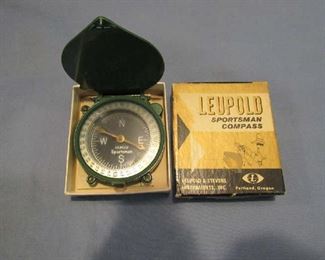 N
W E
LEUPOLD
Sportsman
S
LEUPOLD
SPORTSMAN
COMPASS
LEUPOLD & STEVENS
INSTRUMENTS, INC.
Portland, Oregon